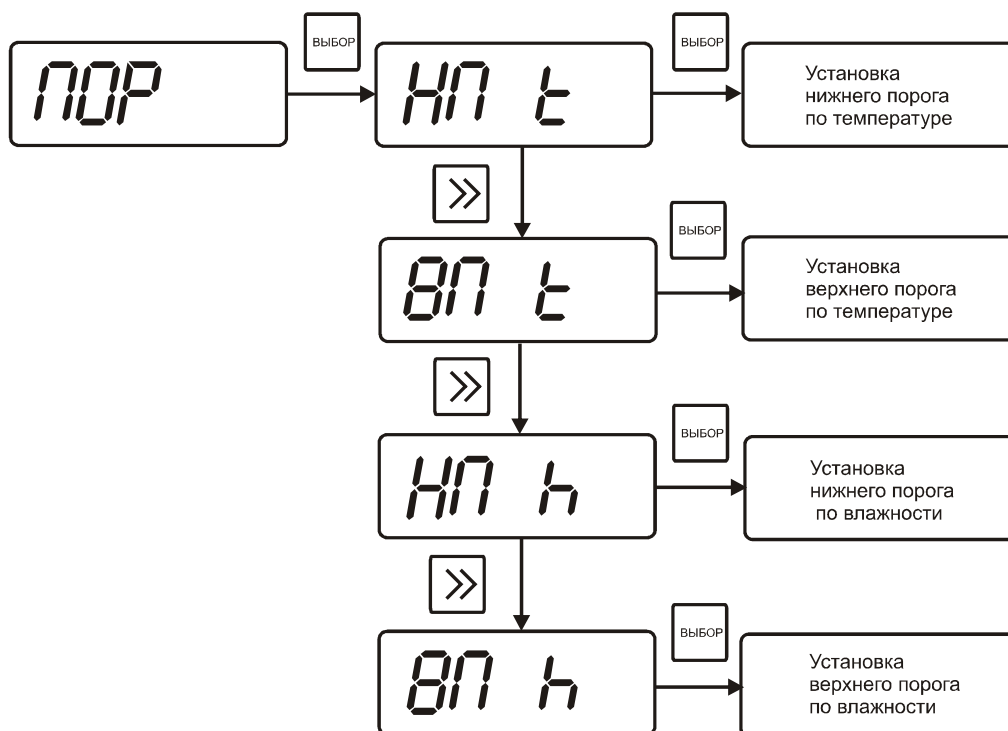 ВЫБОР
ПОР
НП t
ВЫБОР
Установка
нижнего порога
по температуре
>>
ВП t
ВЫБОР
Установка
верхнего порога
по температуре
>>
НП h
ВЫБОР
Установка
нижнего порога
по влажности
>>
ВП h
ВЫБОР
Установка
верхнего порога
по влажности